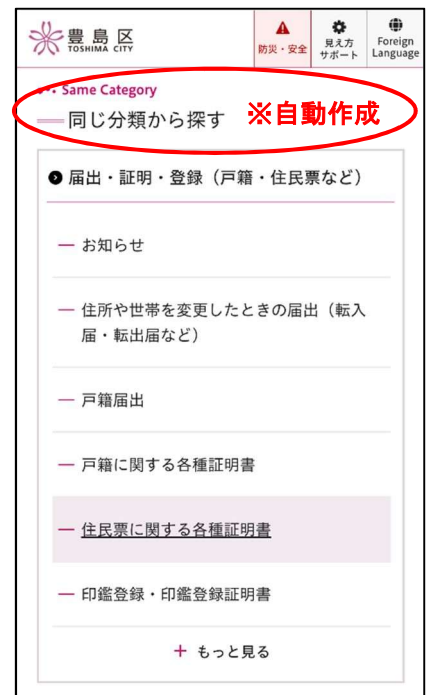 豊島区
TOSHIMA CITY
防災・安全
見え方
サポート
Foreign
Language
Same Category
同じ分類から探す
※自動作成
届出・証明・登録（戸籍・住民票など）
お知らせ
住所や世帯を変更したときの届出（転入
届・転出届など）
戸籍届出
戸籍に関する各種証明書
住民票に関する各種証明書
印鑑登録・印鑑登録証明書
＋ もっと見る